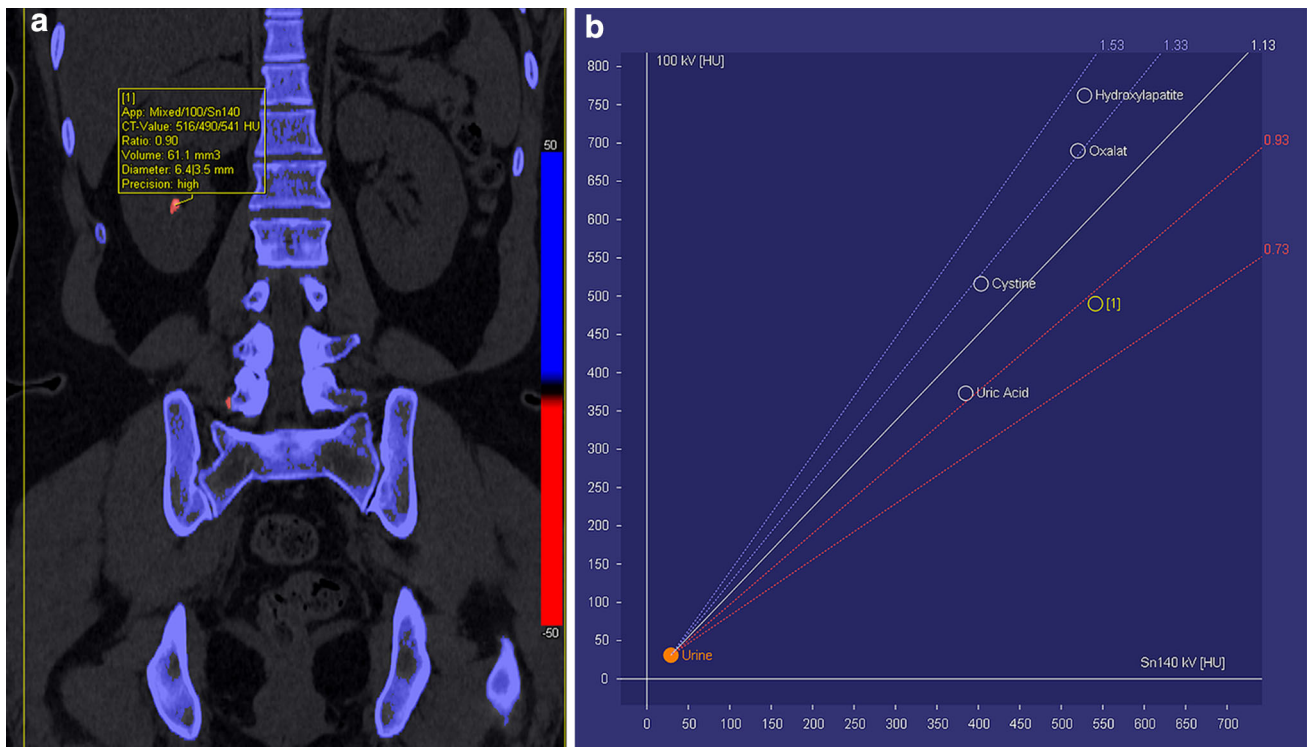 a
[1]
App: Mixed/100/Sn140
CT-Value: 516/490/541 HU
Ratio: 0.90
Volume: 61.1 mm3
Diameter: 6.4|3.5 mm
Precision: high
50
-50
b
1.53
1.33
1.13
100 kV [HU]
800
750
Hydroxylapatite
700
Oxalat
0.93
650
600
550
0.73
500
Cystine
[1]
450
400
Uric Acid
350
300
250
200
150
100
50
Urine
Sn140 kV [HU]
0
0 50 100 150 200 250 300 350 400 450 500 550 600 650 700